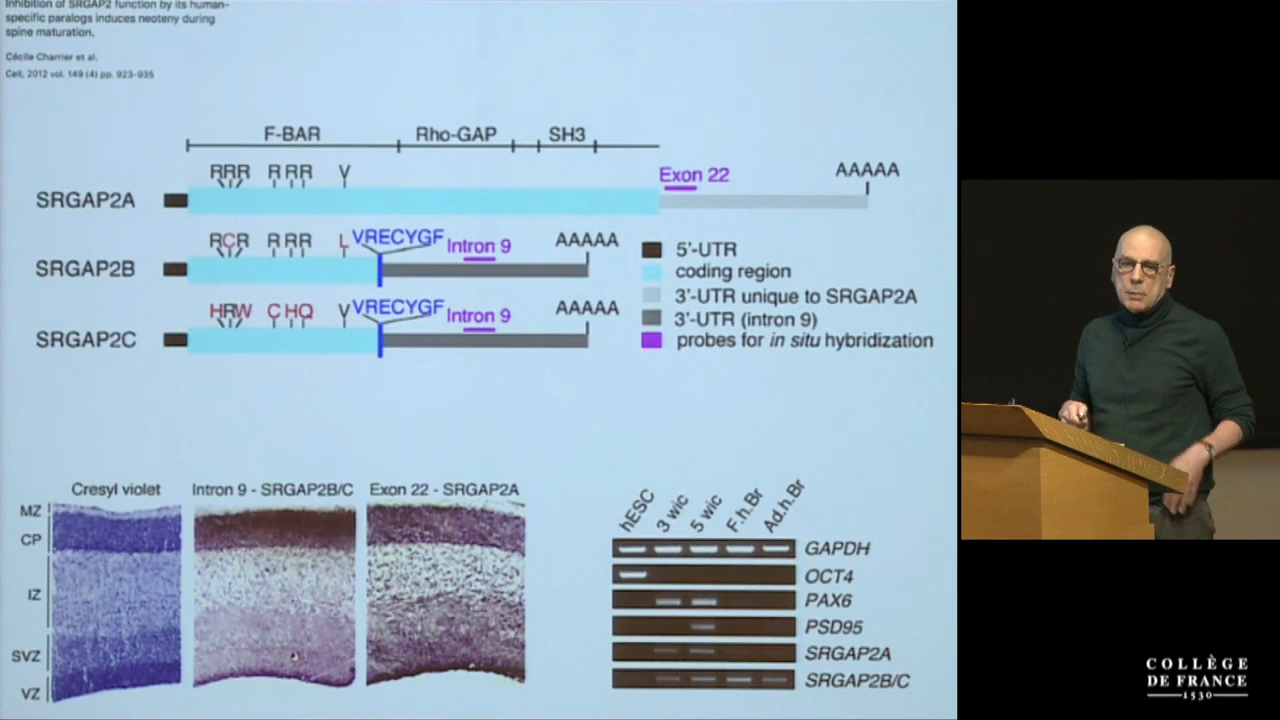 Inhibition of SRGAP2 function by its human-
specific paralogs induces neoteny during
spine maturation.
Cécile Charrier et al.
Cell, 2012 vol. 149 (4) pp. 923–935
F-BAR Rho-GAP SH3
RRR R RR V Exon 22 AAAAA
SRGAP2A
RCR R RR L VRECYGF Intron 9 AAAAA
SRGAP2B
HRW C HQ V VRECYGF Intron 9 AAAAA
SRGAP2C
5'-UTR
coding region
3'-UTR unique to SRGAP2A
3'-UTR (intron 9)
probes for in situ hybridization
Cresyl violet Intron 9 - SRGAP2B/C Exon 22 - SRGAP2A
MZ
CP
IZ
SVZ
VZ
hESC 3 wic 5 wic F.h.Br Ad.h.Br
GAPDH
OCT4
PAX6
PSD95
SRGAP2A
SRGAP2B/C
COLLÈGE
DE FRANCE
1530